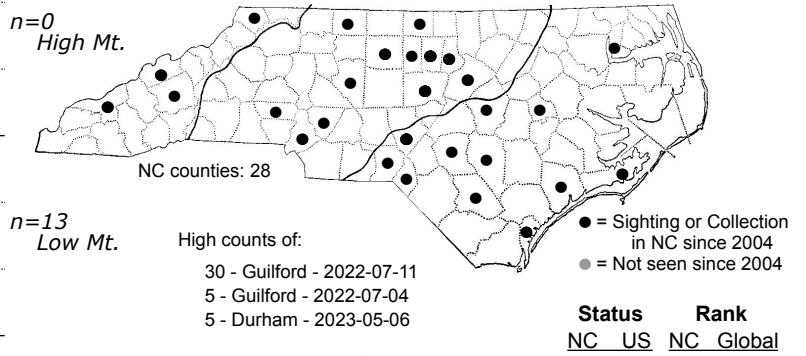 n=0
High Mt.
NC counties: 28
n=13
Low Mt.
High counts of:
30 - Guilford - 2022-07-11
5 - Guilford - 2022-07-04
5 - Durham - 2023-05-06
● = Sighting or Collection
in NC since 2004
● = Not seen since 2004
Status Rank
NC US NC Global